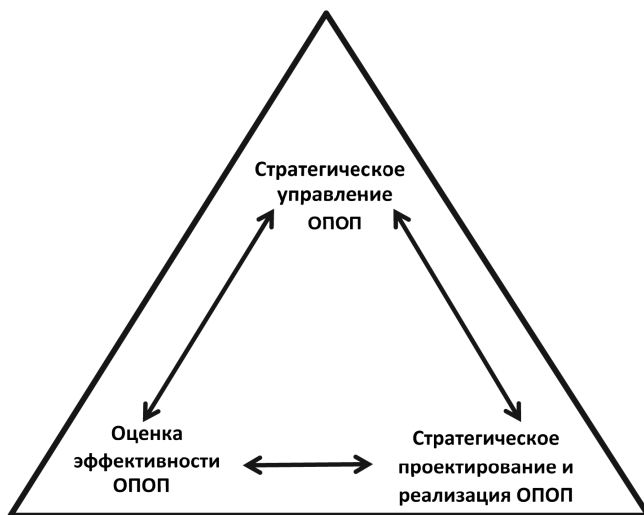 Стратегическое
управление
ОПОП
Оценка
эффективности
ОПОП
Стратегическое
проектирование и
реализация ОПОП